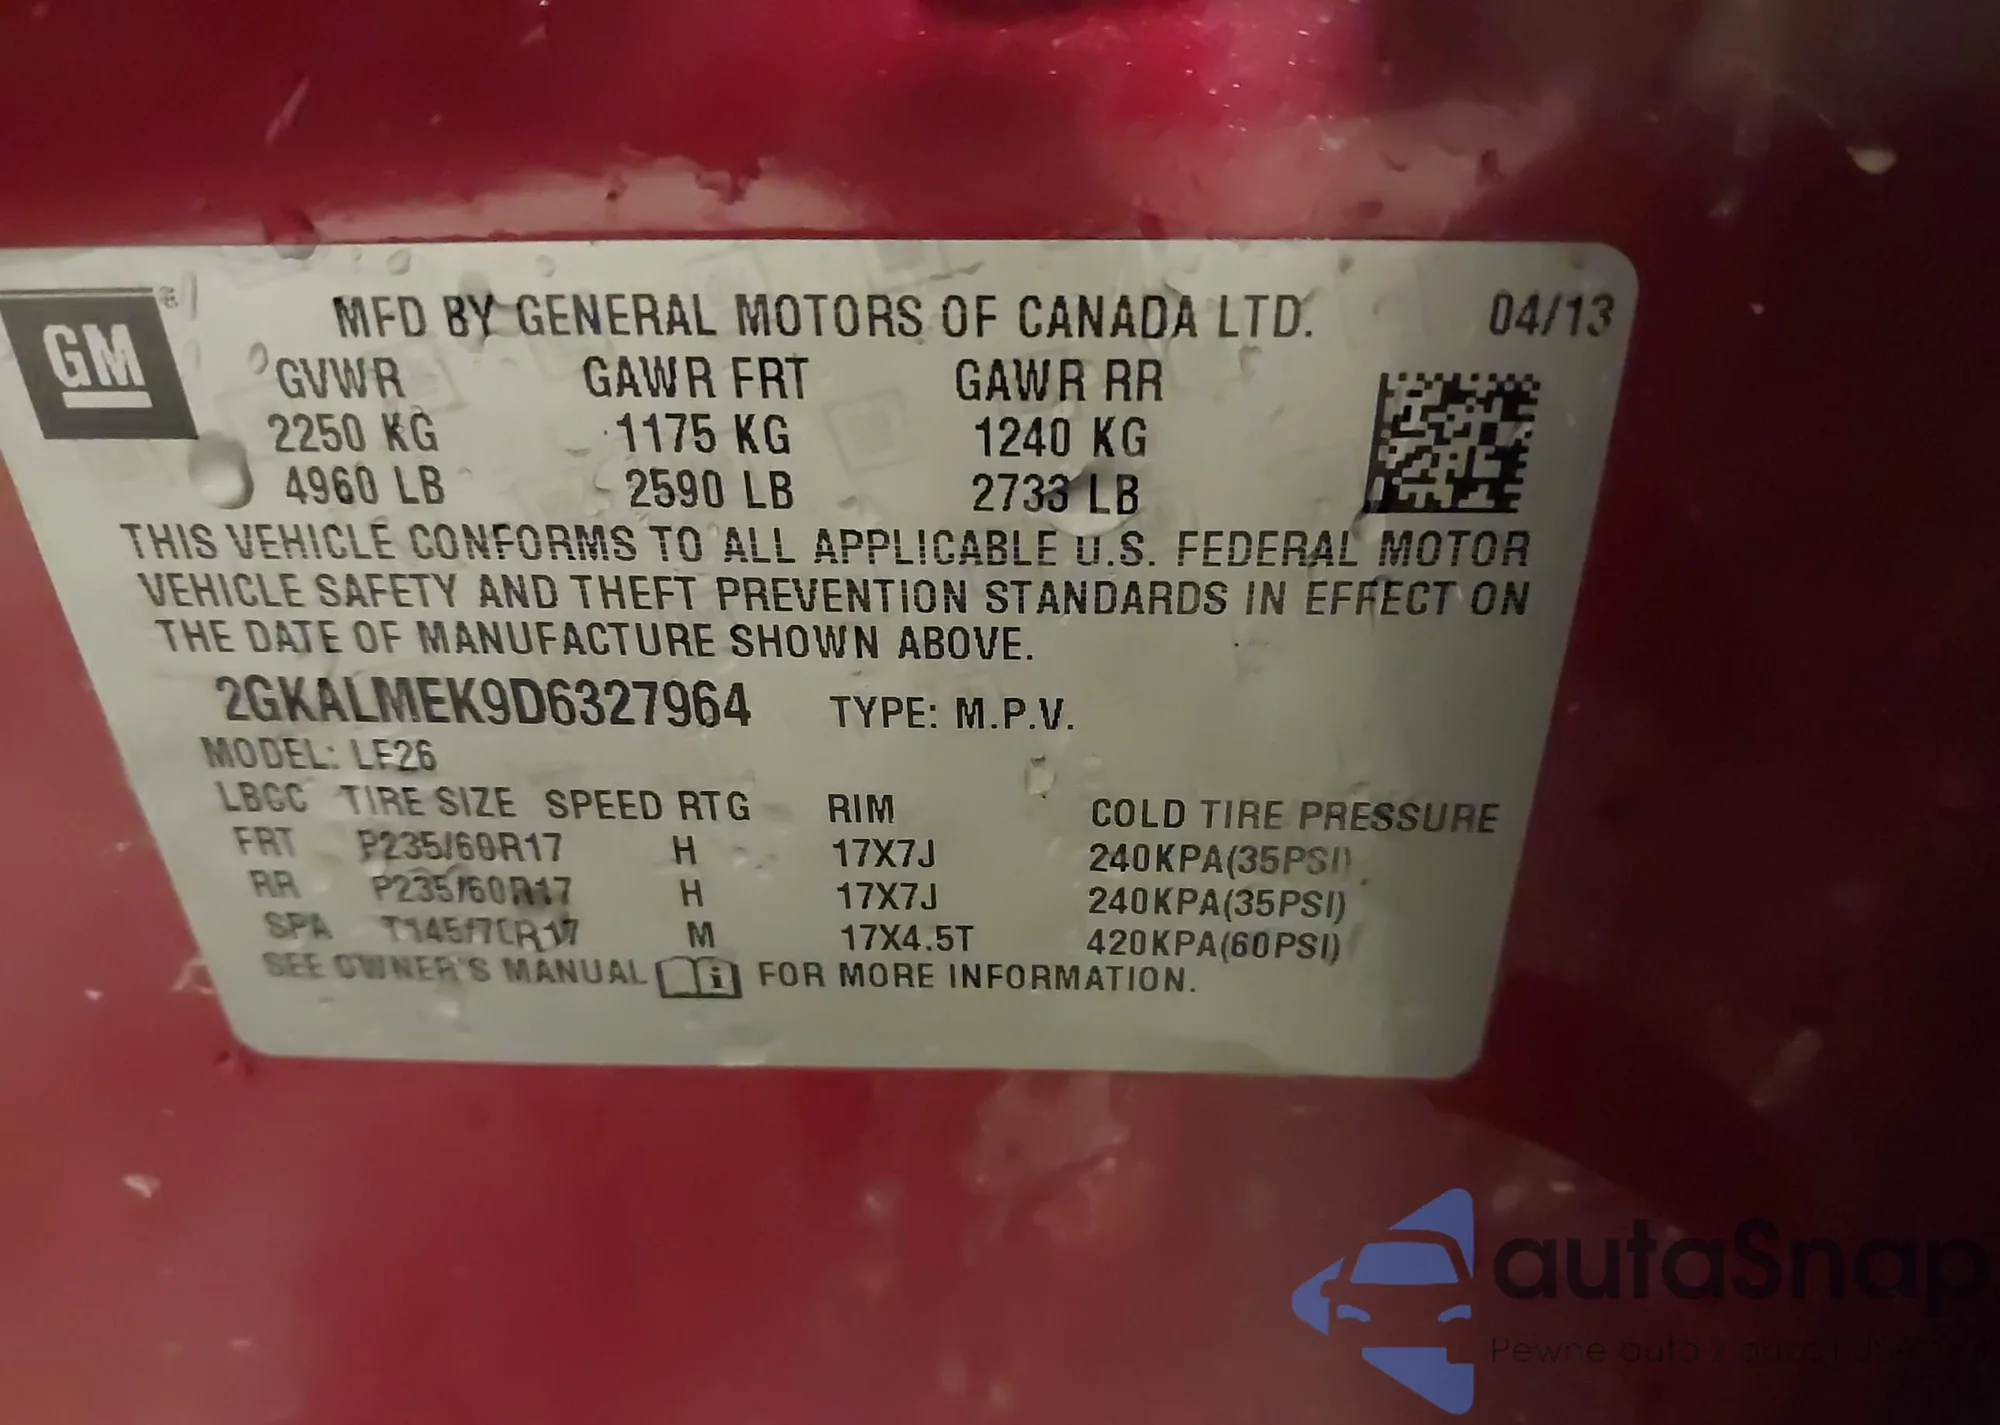 GM®
MFD BY GENERAL MOTORS OF CANADA LTD. 04/13
GVWR GAWR FRT GAWR RR
2250 KG 1175 KG 1240 KG
4960 LB 2590 LB 2733 LB
THIS VEHICLE CONFORMS TO ALL APPLICABLE U.S. FEDERAL MOTOR
VEHICLE SAFETY AND THEFT PREVENTION STANDARDS IN EFFECT ON
THE DATE OF MANUFACTURE SHOWN ABOVE.
2GKALMEK9D6327964 TYPE: M.P.V.
MODEL: LF26
TIRE SIZE SPEED RTG RIM COLD TIRE PRESSURE
FRT P235/60R17 H 17X7J 240KPA(35PSI)
RR P235/60R17 H 17X7J 240KPA(35PSI)
SPA T145/70R17 M 17X4.5T 420KPA(60PSI)
SEE OWNER'S MANUAL FOR MORE INFORMATION.
autaSnap
Pewne auta z